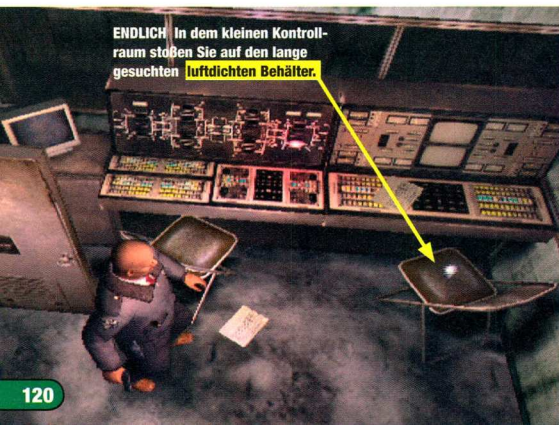 ENDLICH! In dem kleinen Kontroll-
raum stoßen Sie auf den lange
gesuchten luftdichten Behälter.
120